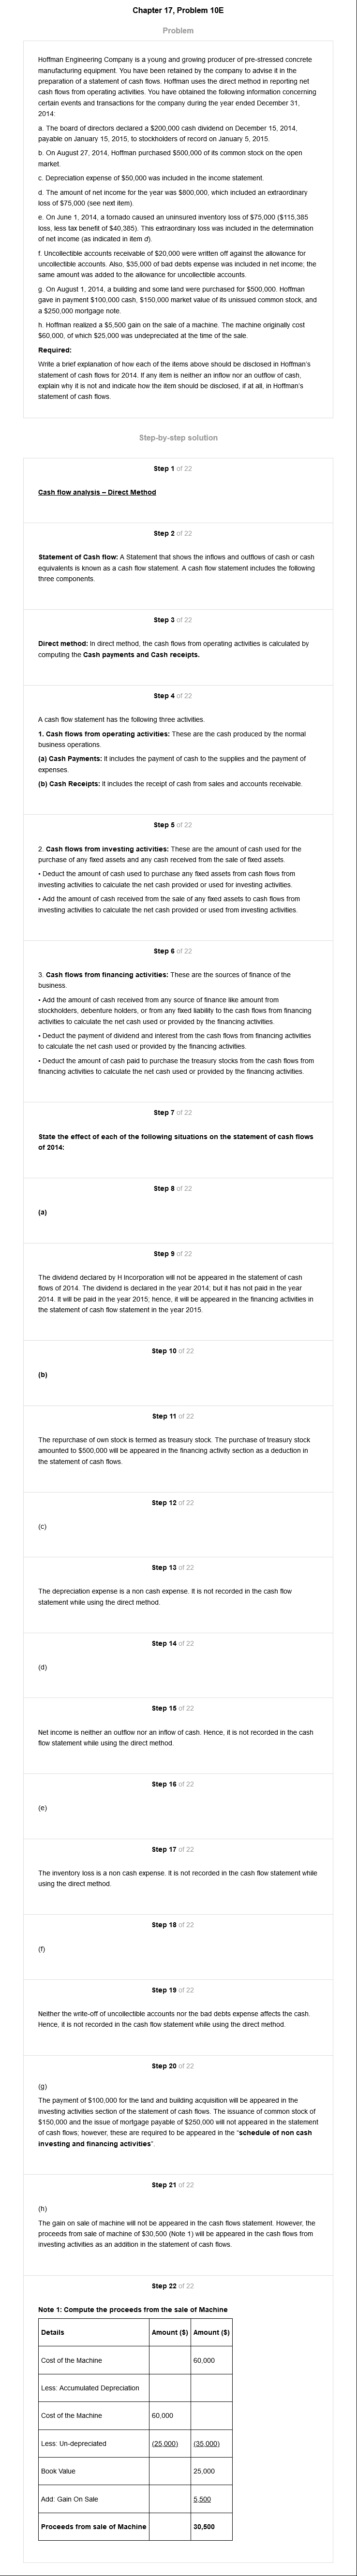 Chapter 17, Problem 10E
Problem
Hoffman Engineering Company is a young and growing producer of pre-stressed concrete
manufacturing equipment. You have been retained by the company to advise it in the
preparation of a statement of cash flows. Hoffman uses the direct method in reporting net
cash flows from operating activities. You have obtained the following information concerning
certain events and transactions for the company during the year ended December 31,
2014:
a. The board of directors declared a $200,000 cash dividend on December 15, 2014,
payable on January 15, 2015, to stockholders of record on January 5, 2015.
b. On August 27, 2014, Hoffman purchased $500,000 of its common stock on the open
market.
c. Depreciation expense of $50,000 was included in the income statement.
d. The amount of net income for the year was $800,000, which included an extraordinary
loss of $75,000 (see next item).
e. On June 1, 2014, a tornado caused an uninsured inventory loss of $75,000 ($115,385
loss, less tax benefit of $40,385). This extraordinary loss was included in the determination
of net income (as indicated in item d).
f. Uncollectible accounts receivable of $20,000 were written off against the allowance for
uncollectible accounts. Also, $35,000 of bad debts expense was included in net income; the
same amount was added to the allowance for uncollectible accounts.
g. On August 1, 2014, a building and some land were purchased for $500,000. Hoffman
gave in payment $100,000 cash, $150,000 market value of its unissued common stock, and
a $250,000 mortgage note.
h. Hoffman realized a $5,500 gain on the sale of a machine. The machine originally cost
$60,000, of which $25,000 was undepreciated at the time of the sale.
Required:
Write a brief explanation of how each of the items above should be disclosed in Hoffman's
statement of cash flows for 2014. If any item is neither an inflow nor an outflow of cash,
explain why it is not and indicate how the item should be disclosed, if at all, in Hoffman's
statement of cash flows.
Step-by-step solution
Step 1 of 22
Cash flow analysis – Direct Method
Step 2 of 22
Statement of Cash flow: A Statement that shows the inflows and outflows of cash or cash
equivalents is known as a cash flow statement. A cash flow statement includes the following
three components.
Step 3 of 22
Direct method: In direct method, the cash flows from operating activities is calculated by
computing the Cash payments and Cash receipts.
Step 4 of 22
A cash flow statement has the following three activities.
1. Cash flows from operating activities: These are the cash produced by the normal
business operations.
(a) Cash Payments: It includes the payment of cash to the supplies and the payment of
expenses.
(b) Cash Receipts: It includes the receipt of cash from sales and accounts receivable.
Step 5 of 22
2. Cash flows from investing activities: These are the amount of cash used for the
purchase of any fixed assets and any cash received from the sale of fixed assets.
• Deduct the amount of cash used to purchase any fixed assets from cash flows from
investing activities to calculate the net cash provided or used for investing activities.
• Add the amount of cash received from the sale of any fixed assets to cash flows from
investing activities to calculate the net cash provided or used from investing activities.
Step 6 of 22
3. Cash flows from financing activities: These are the sources of finance of the
business.
• Add the amount of cash received from any source of finance like amount from
stockholders, debenture holders, or from any fixed liability to the cash flows from financing
activities to calculate the net cash used or provided by the financing activities.
• Deduct the payment of dividend and interest from the cash flows from financing activities
to calculate the net cash used or provided by the financing activities.
• Deduct the amount of cash paid to purchase the treasury stocks from the cash flows from
financing activities to calculate the net cash used or provided by the financing activities.
Step 7 of 22
State the effect of each of the following situations on the statement of cash flows
of 2014:
Step 8 of 22
(a)
Step 9 of 22
The dividend declared by H Incorporation will not be appeared in the statement of cash
flows of 2014. The dividend is declared in the year 2014; but it has not paid in the year
2014. It will be paid in the year 2015; hence, it will be appeared in the financing activities in
the statement of cash flow statement in the year 2015.
Step 10 of 22
(b)
Step 11 of 22
The repurchase of own stock is termed as treasury stock. The purchase of treasury stock
amounted to $500,000 will be appeared in the financing activity section as a deduction in
the statement of cash flows.
Step 12 of 22
(c)
Step 13 of 22
The depreciation expense is a non cash expense. It is not recorded in the cash flow
statement while using the direct method.
Step 14 of 22
(d)
Step 15 of 22
Net income is neither an outflow nor an inflow of cash. Hence, it is not recorded in the cash
flow statement while using the direct method.
Step 16 of 22
(e)
Step 17 of 22
The inventory loss is a non cash expense. It is not recorded in the cash flow statement while
using the direct method.
Step 18 of 22
(f)
Step 19 of 22
Neither the write-off of uncollectible accounts nor the bad debts expense affects the cash.
Hence, it is not recorded in the cash flow statement while using the direct method.
Step 20 of 22
(g)
The payment of $100,000 for the land and building acquisition will be appeared in the
investing activities section of the statement of cash flows. The issuance of common stock of
$150,000 and the issue of mortgage payable of $250,000 will not appeared in the statement
of cash flows; however, these are required to be appeared in the "schedule of non cash
investing and financing activities".
Step 21 of 22
(h)
The gain on sale of machine will not be appeared in the cash flows statement. However, the
proceeds from sale of machine of $30,500 (Note 1) will be appeared in the cash flows from
investing activities as an addition in the statement of cash flows.
Step 22 of 22
Note 1: Compute the proceeds from the sale of Machine
Details Amount ($) Amount ($)
Cost of the Machine 60,000
Less: Accumulated Depreciation
Cost of the Machine 60,000
Less: Un-depreciated (25,000) (35,000)
Book Value 25,000
Add: Gain On Sale 5,500
Proceeds from sale of Machine 30,500